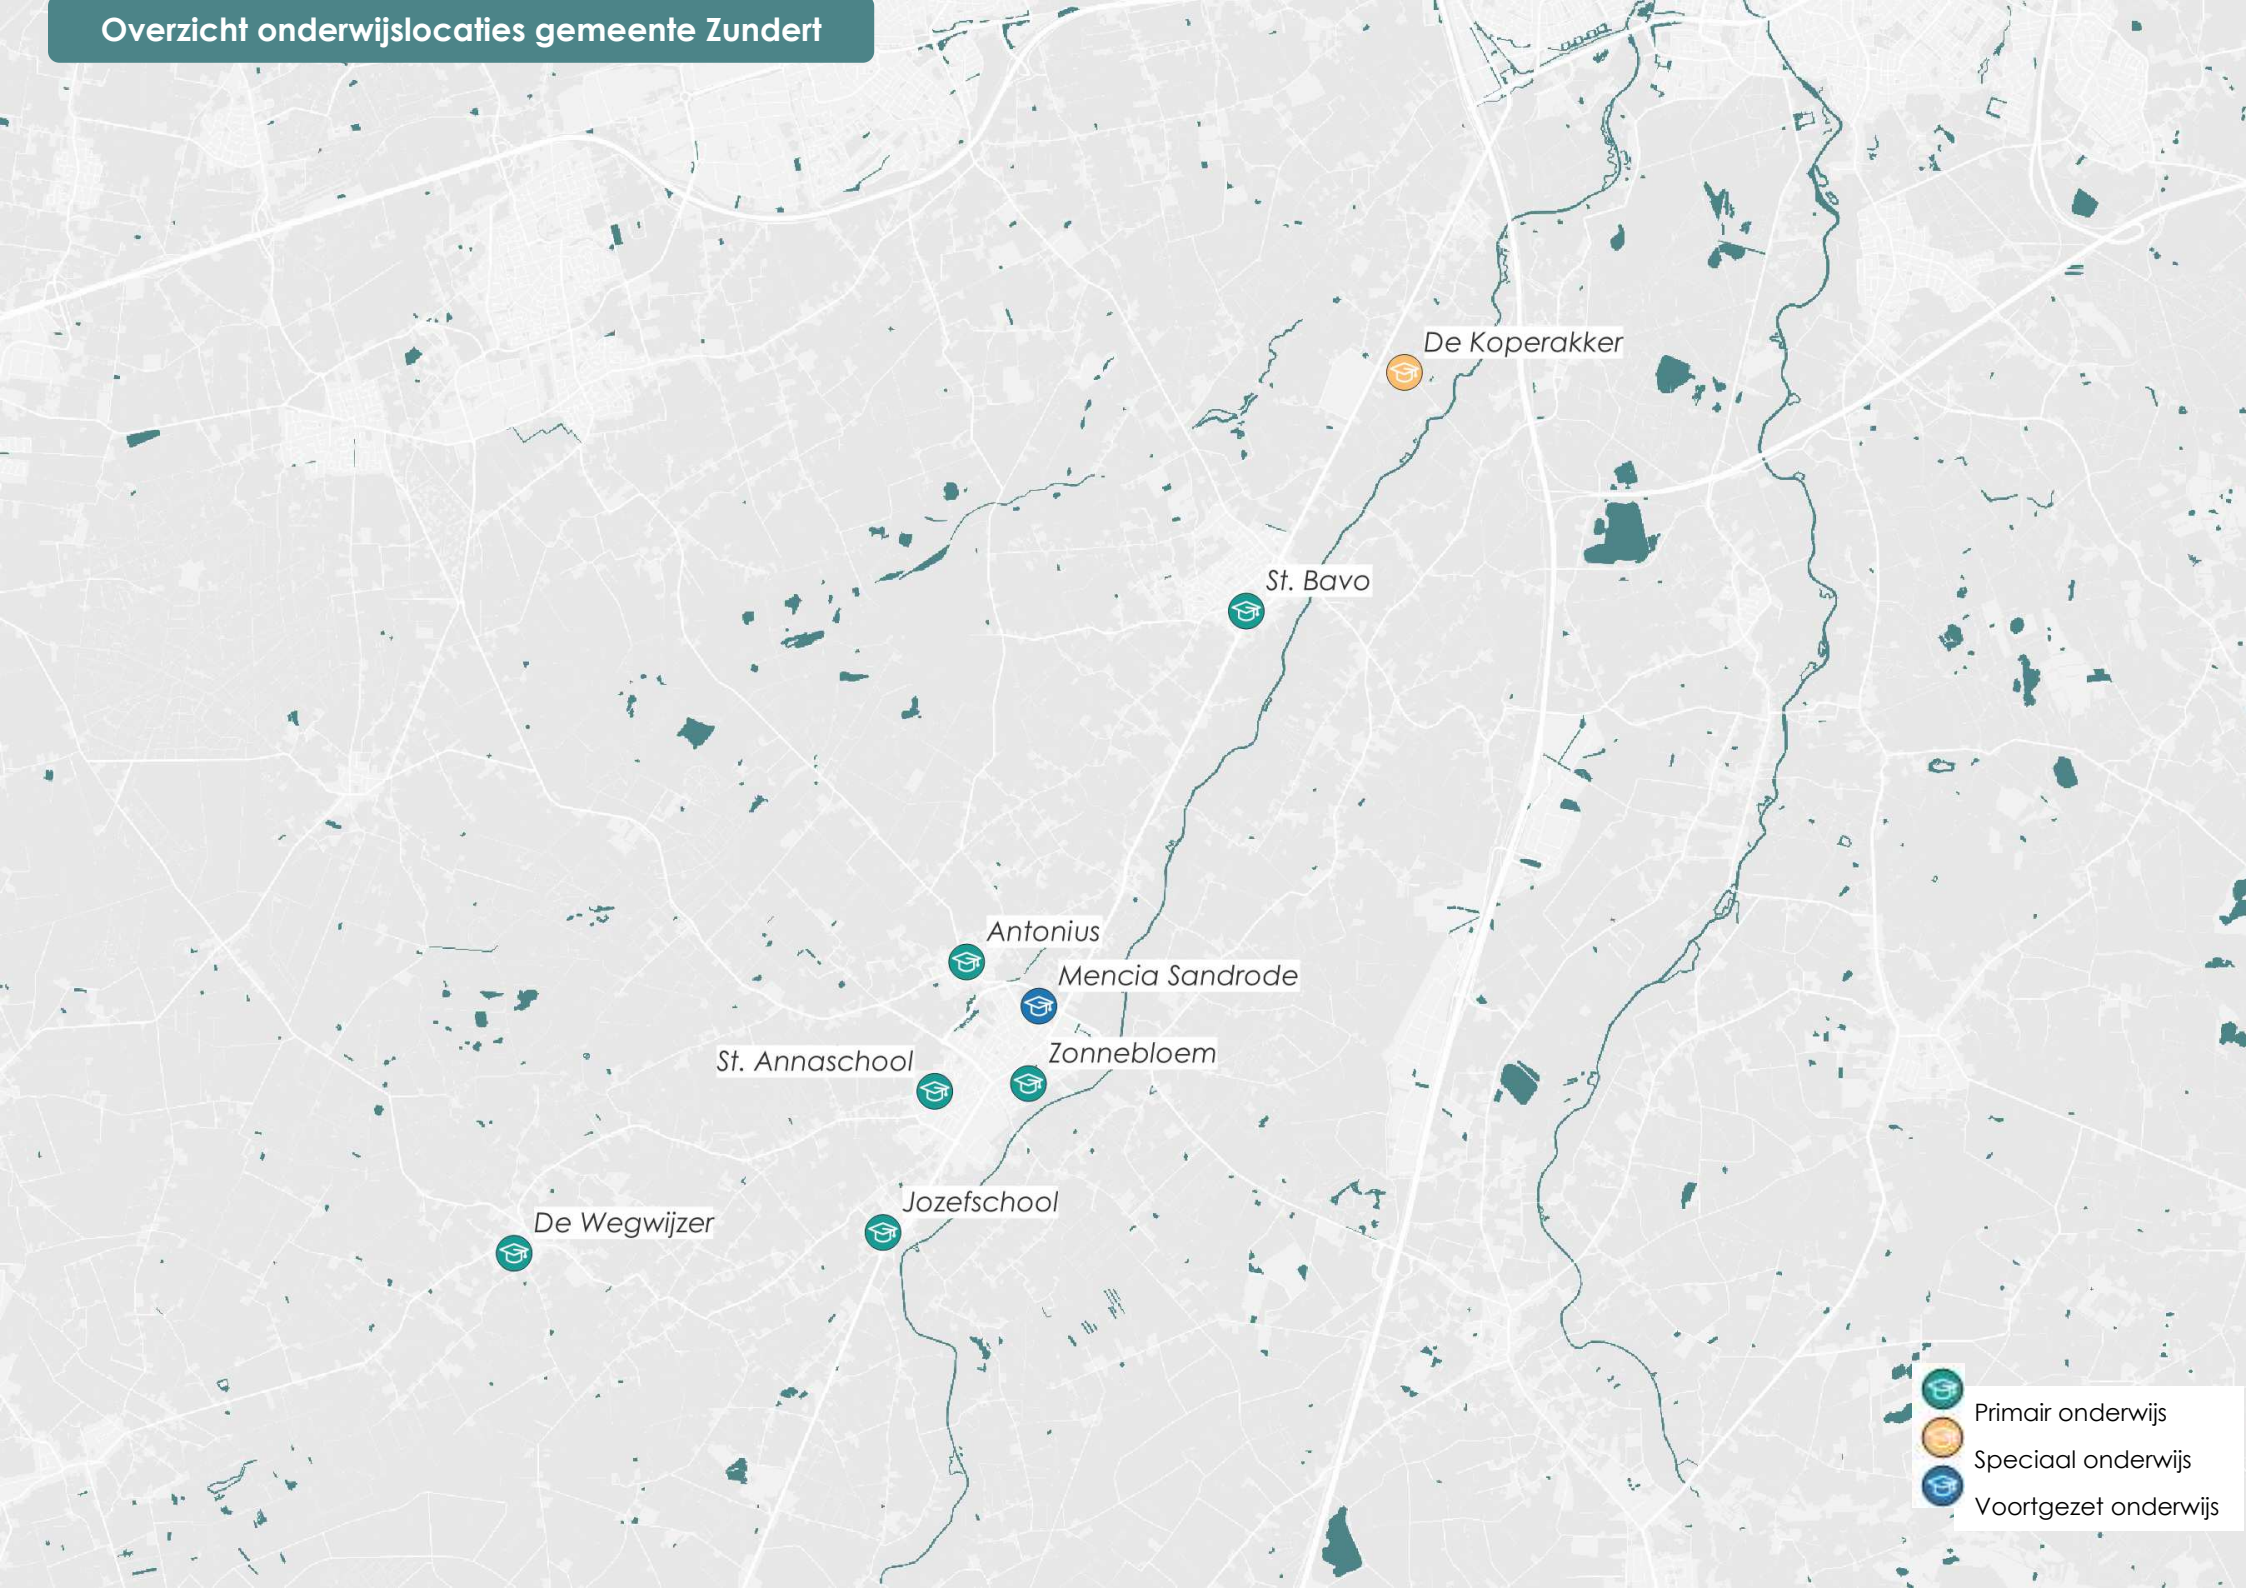 Overzicht onderwijslocaties gemeente Zundert
De Koperakker
St. Bavo
Antonius
Mencia Sandrode
Zonnebloem
St. Annaschool
Jozefschool
De Wegwijzer
Primair onderwijs
Speciaal onderwijs
Voortgezet onderwijs